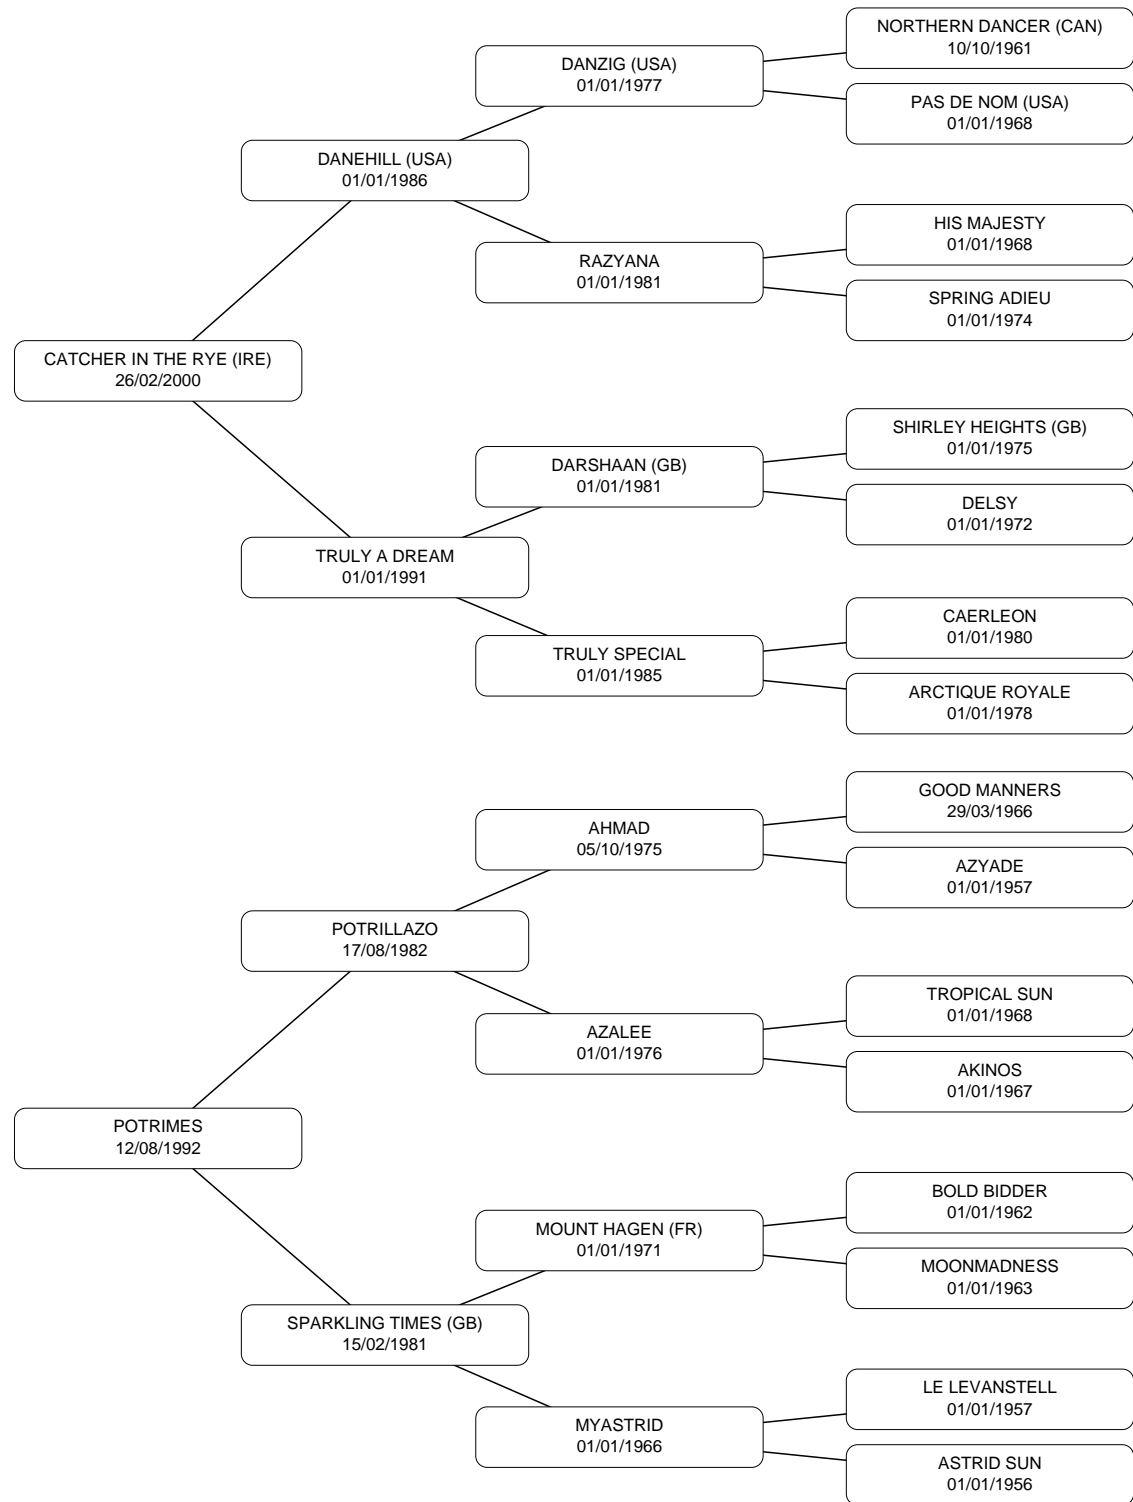 NORTHERN DANCER (CAN)
10/10/1961
DANZIG (USA)
01/01/1977
PAS DE NOM (USA)
01/01/1968
DANEHILL (USA)
01/01/1986
HIS MAJESTY
01/01/1968
RAZYANA
01/01/1981
SPRING ADIEU
01/01/1974
CATCHER IN THE RYE (IRE)
26/02/2000
SHIRLEY HEIGHTS (GB)
01/01/1975
DARSHAAN (GB)
01/01/1981
DELSY
01/01/1972
TRULY A DREAM
01/01/1991
CAERLEON
01/01/1980
TRULY SPECIAL
01/01/1985
ARCTIQUE ROYALE
01/01/1978
GOOD MANNERS
29/03/1966
AHMAD
05/10/1975
AZYADE
01/01/1957
POTRILLAZO
17/08/1982
TROPICAL SUN
01/01/1968
AZALEE
01/01/1976
AKINOS
01/01/1967
POTRIMES
12/08/1992
BOLD BIDDER
01/01/1962
MOUNT HAGEN (FR)
01/01/1971
MOONMADNESS
01/01/1963
SPARKLING TIMES (GB)
15/02/1981
LE LEVANSTELL
01/01/1957
MYASTRID
01/01/1966
ASTRID SUN
01/01/1956